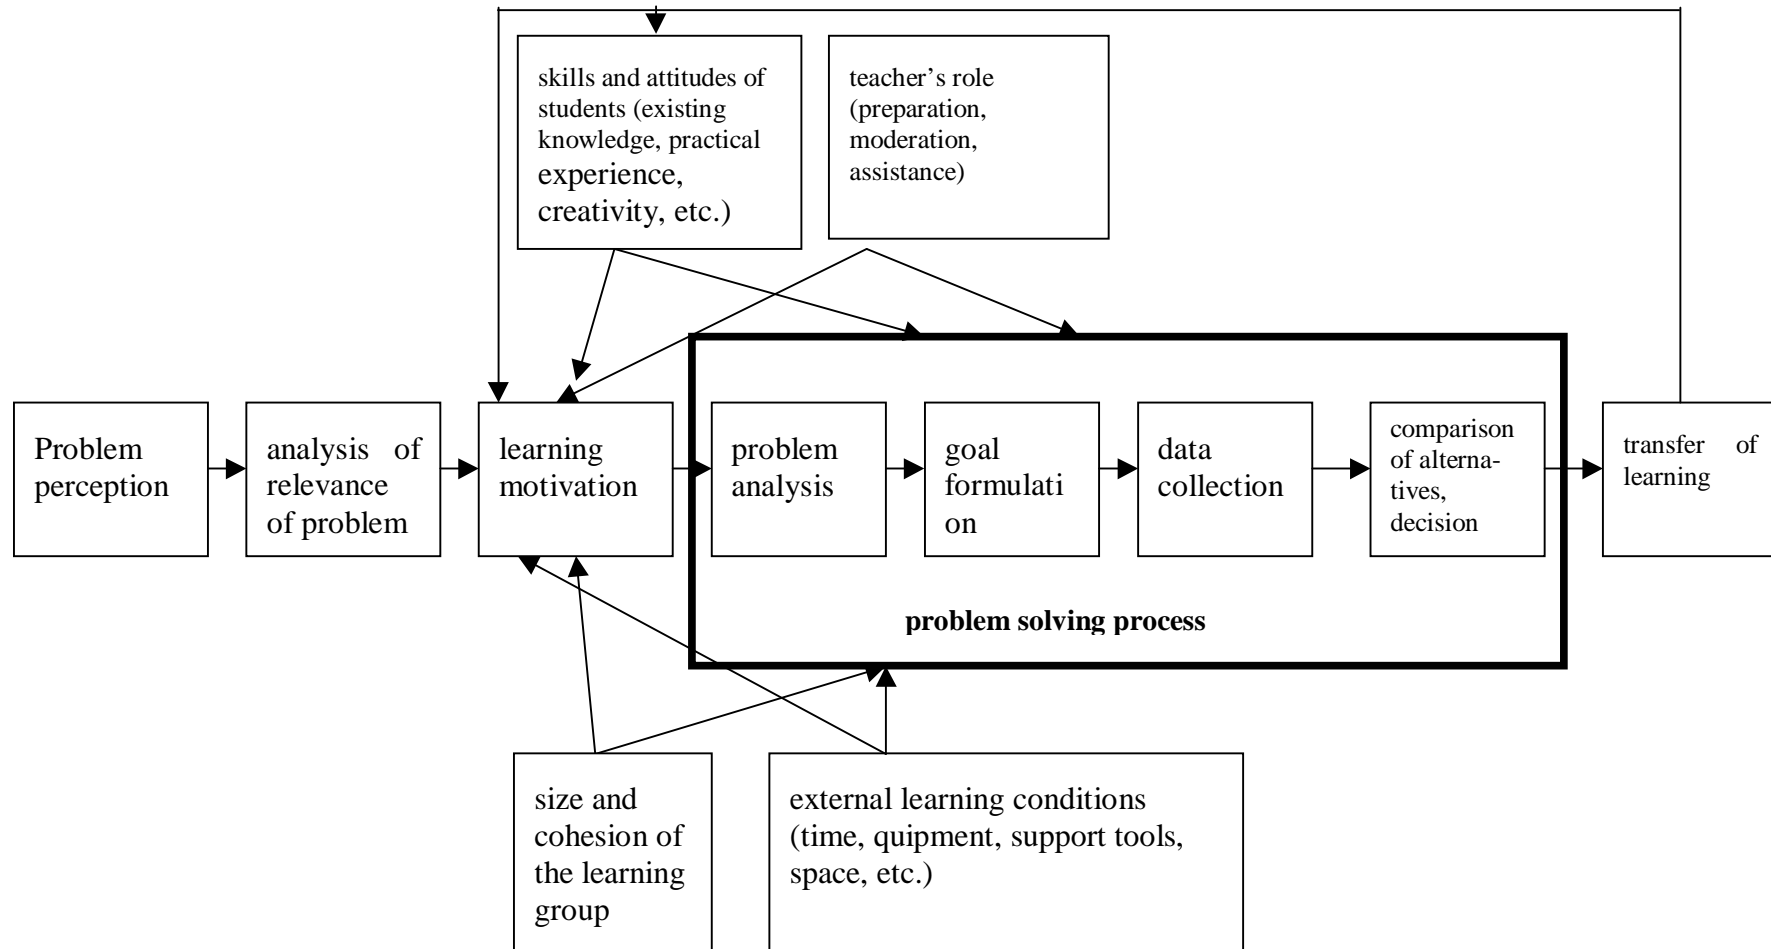 skills and attitudes of
students (existing
knowledge, practical
experience,
creativity, etc.)
teacher’s role
(preparation,
moderation,
assistance)
Problem
perception
analysis of
relevance
of problem
learning
motivation
problem
analysis
goal
formulati
on
data
collection
comparison
of alterna-
tives,
decision
transfer of
learning
problem solving process
size and
cohesion of
the learning
group
external learning conditions
(time, quipment, support tools,
space, etc.)